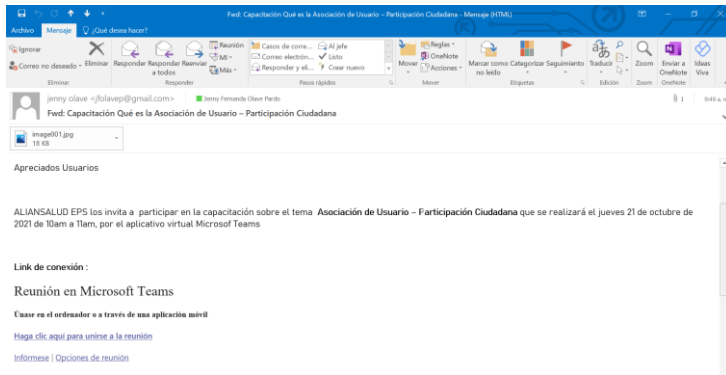 Fwd: Capacitación Qué es la Asociación de Usuario – Participación Ciudadana - Mensaje (HTML)
Archivo Mensaje ¿Qué desea hacer?
Ignorar
Correo no deseado
Eliminar
Responder
Responder a todos
Reenviar
Reunión
MI
Más
Casos de corre...
Correo electrón...
Responder y eli...
Al jefe
Listo
Crear nuevo
Mover
Reglas
OneNote
Acciones
Marcar como no leído
Categorizar
Seguimiento
Traducir
Zoom
Enviar a OneNote
Ideas Viva
Eliminar Responder Pasos rápidos Mover Etiquetas Edición Zoom OneNote
jenny olave <jfolavep@gmail.com> Jenny Fernanda Olave Pardo
1
Fwd: Capacitación Qué es la Asociación de Usuario – Participación Ciudadana
image001.jpg
18 KB
Apreciados Usuarios
ALIANSALUD EPS los invita a participar en la capacitación sobre el tema Asociación de Usuario – Participación Ciudadana que se realizará el jueves 21 de octubre de
2021 de 10am a 11am, por el aplicativo virtual Microsof Teams
Link de conexión :
Reunión en Microsoft Teams
Únase en el ordenador o a través de una aplicación móvil
Haga clic aquí para unirse a la reunión
Infórmese | Opciones de reunión